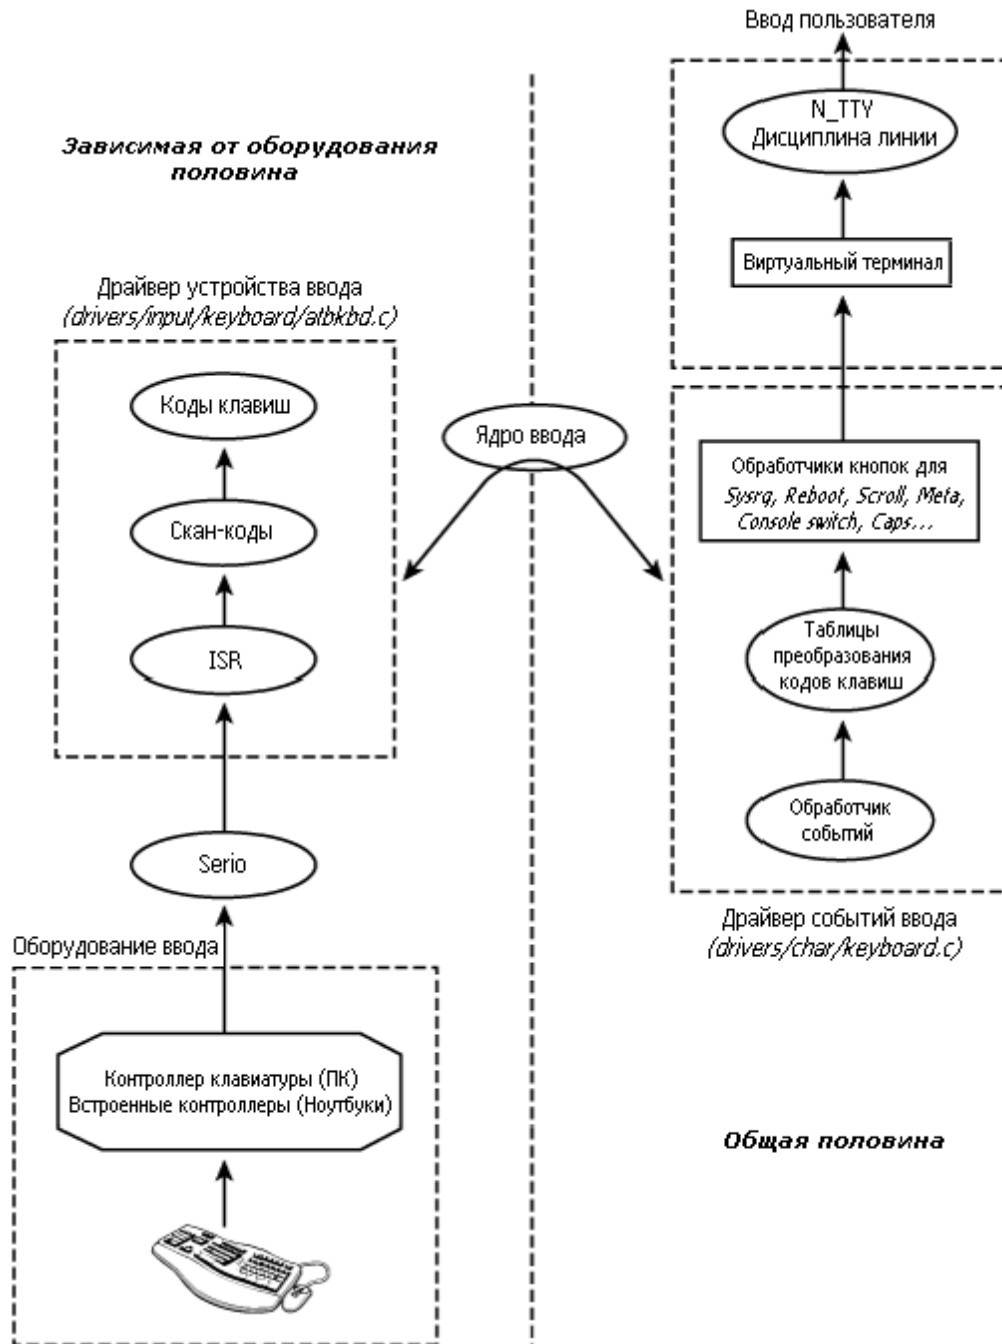 Ввод пользователя
N_TTY
Дисциплина линии
Виртуальный терминал
Зависимая от оборудования
половина
Драйвер устройства ввода
(drivers/input/keyboard/atbkbd.c)
Коды клавиш
Скан-коды
ISR
Ядро ввода
Обработчики кнопок для
Sysrq, Reboot, Scroll, Meta,
Console switch, Caps...
Таблицы
преобразования
кодов клавиш
Обработчик
событий
Драйвер событий ввода
(drivers/char/keyboard.c)
Serio
Оборудование ввода
Контроллер клавиатуры (ПК)
Встроенные контроллеры (Ноутбуки)
Общая половина